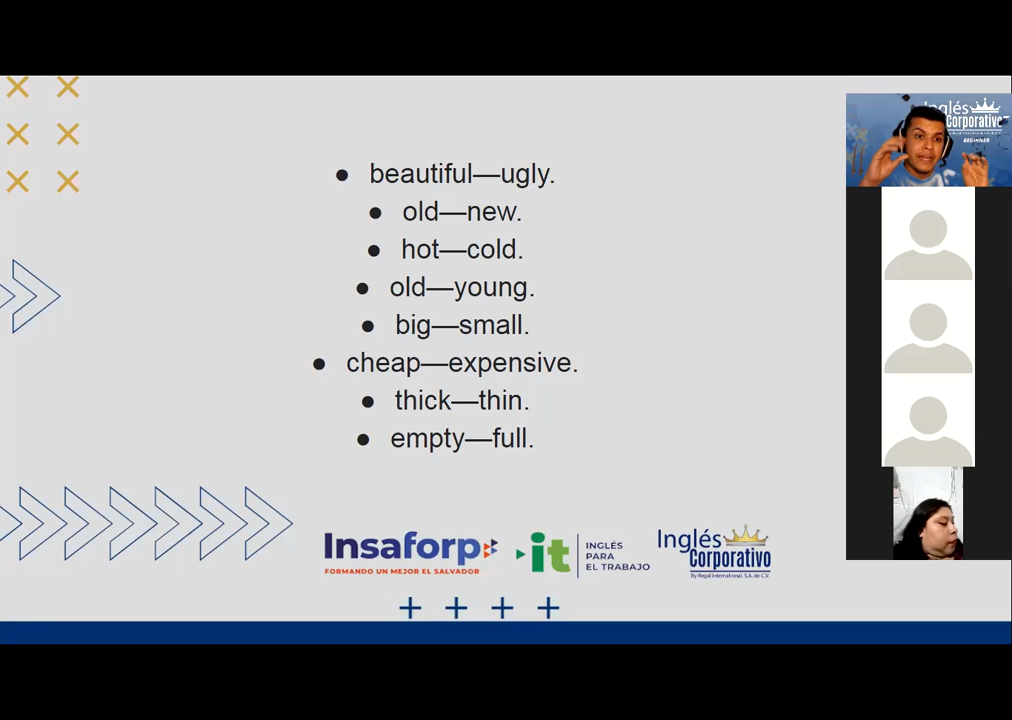 ● beautiful—ugly.
● old—new.
● hot—cold.
● old—young.
● big—small.
● cheap—expensive.
● thick—thin.
● empty—full.
Insaforp
FORMANDO UN MEJOR EL SALVADOR
it
INGLÉS
PARA
EL TRABAJO
Inglés
Corporativo
By Regal International, S.A. de C.V.
Inglés
Corporativo
BEGINNER